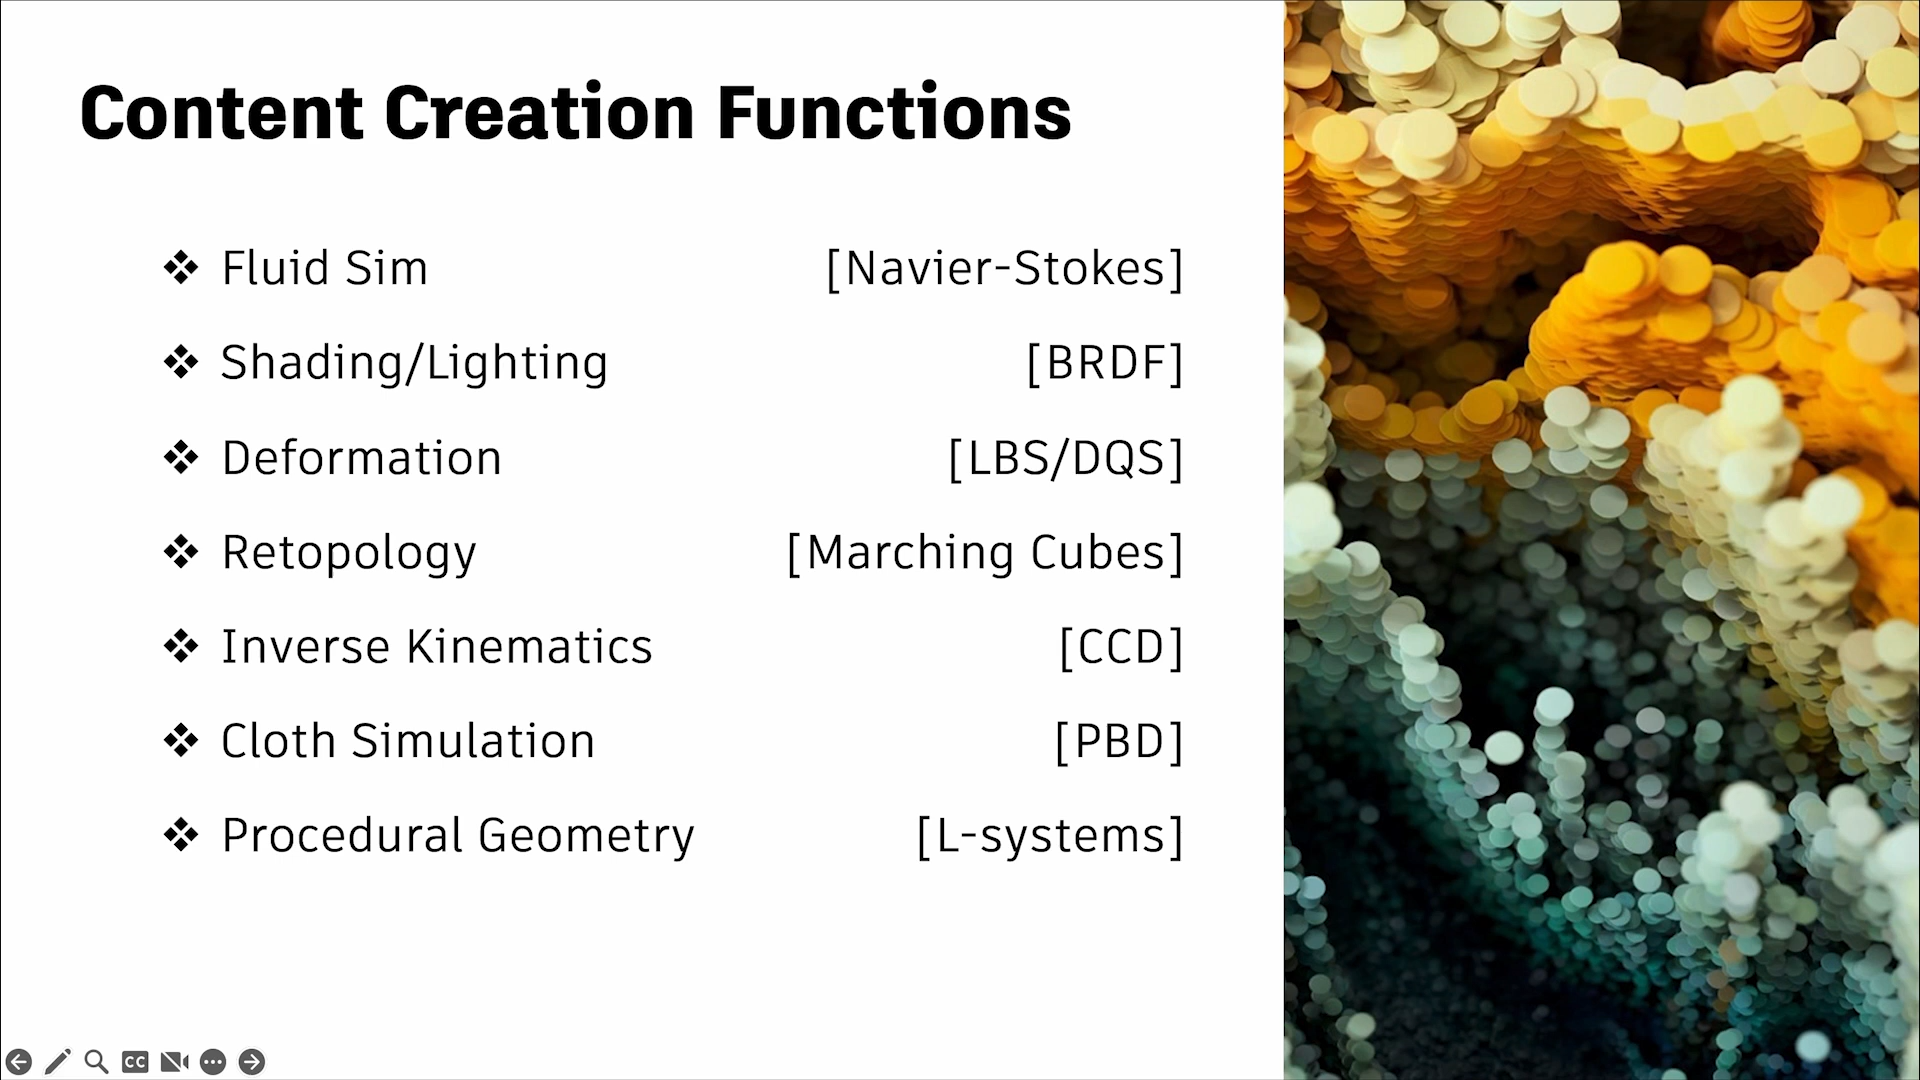 Content Creation Functions
❖ Fluid Sim [Navier-Stokes]
❖ Shading/Lighting [BRDF]
❖ Deformation [LBS/DQS]
❖ Retopology [Marching Cubes]
❖ Inverse Kinematics [CCD]
❖ Cloth Simulation [PBD]
❖ Procedural Geometry [L-systems]
CC